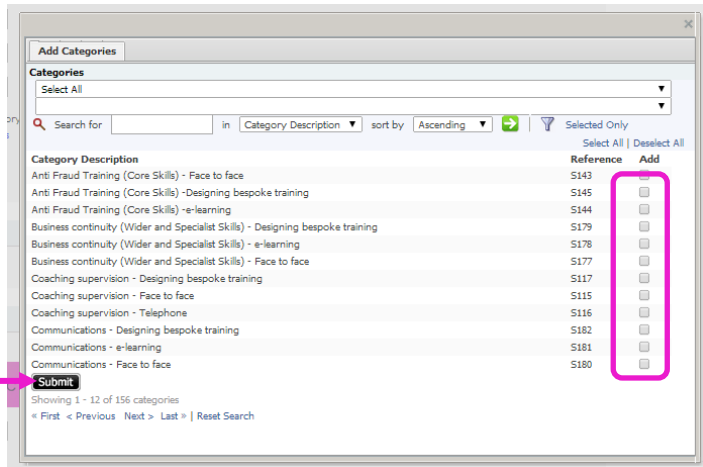 Add Categories
Categories
Select All
Search for in Category Description sort by Ascending Selected Only
Select All | Deselect All
Category Description Reference Add
Anti Fraud Training (Core Skills) - Face to face S143
Anti Fraud Training (Core Skills) -Designing bespoke training S145
Anti Fraud Training (Core Skills) -e-learning S144
Business continuity (Wider and Specialist Skills) - Designing bespoke training S179
Business continuity (Wider and Specialist Skills) - e-learning S178
Business continuity (Wider and Specialist Skills) - Face to face S177
Coaching supervision - Designing bespoke training S117
Coaching supervision - Face to face S115
Coaching supervision - Telephone S116
Communications - Designing bespoke training S182
Communications - e-learning S181
Communications - Face to face S180
Submit
Showing 1 - 12 of 156 categories
« First < Previous Next > Last » | Reset Search